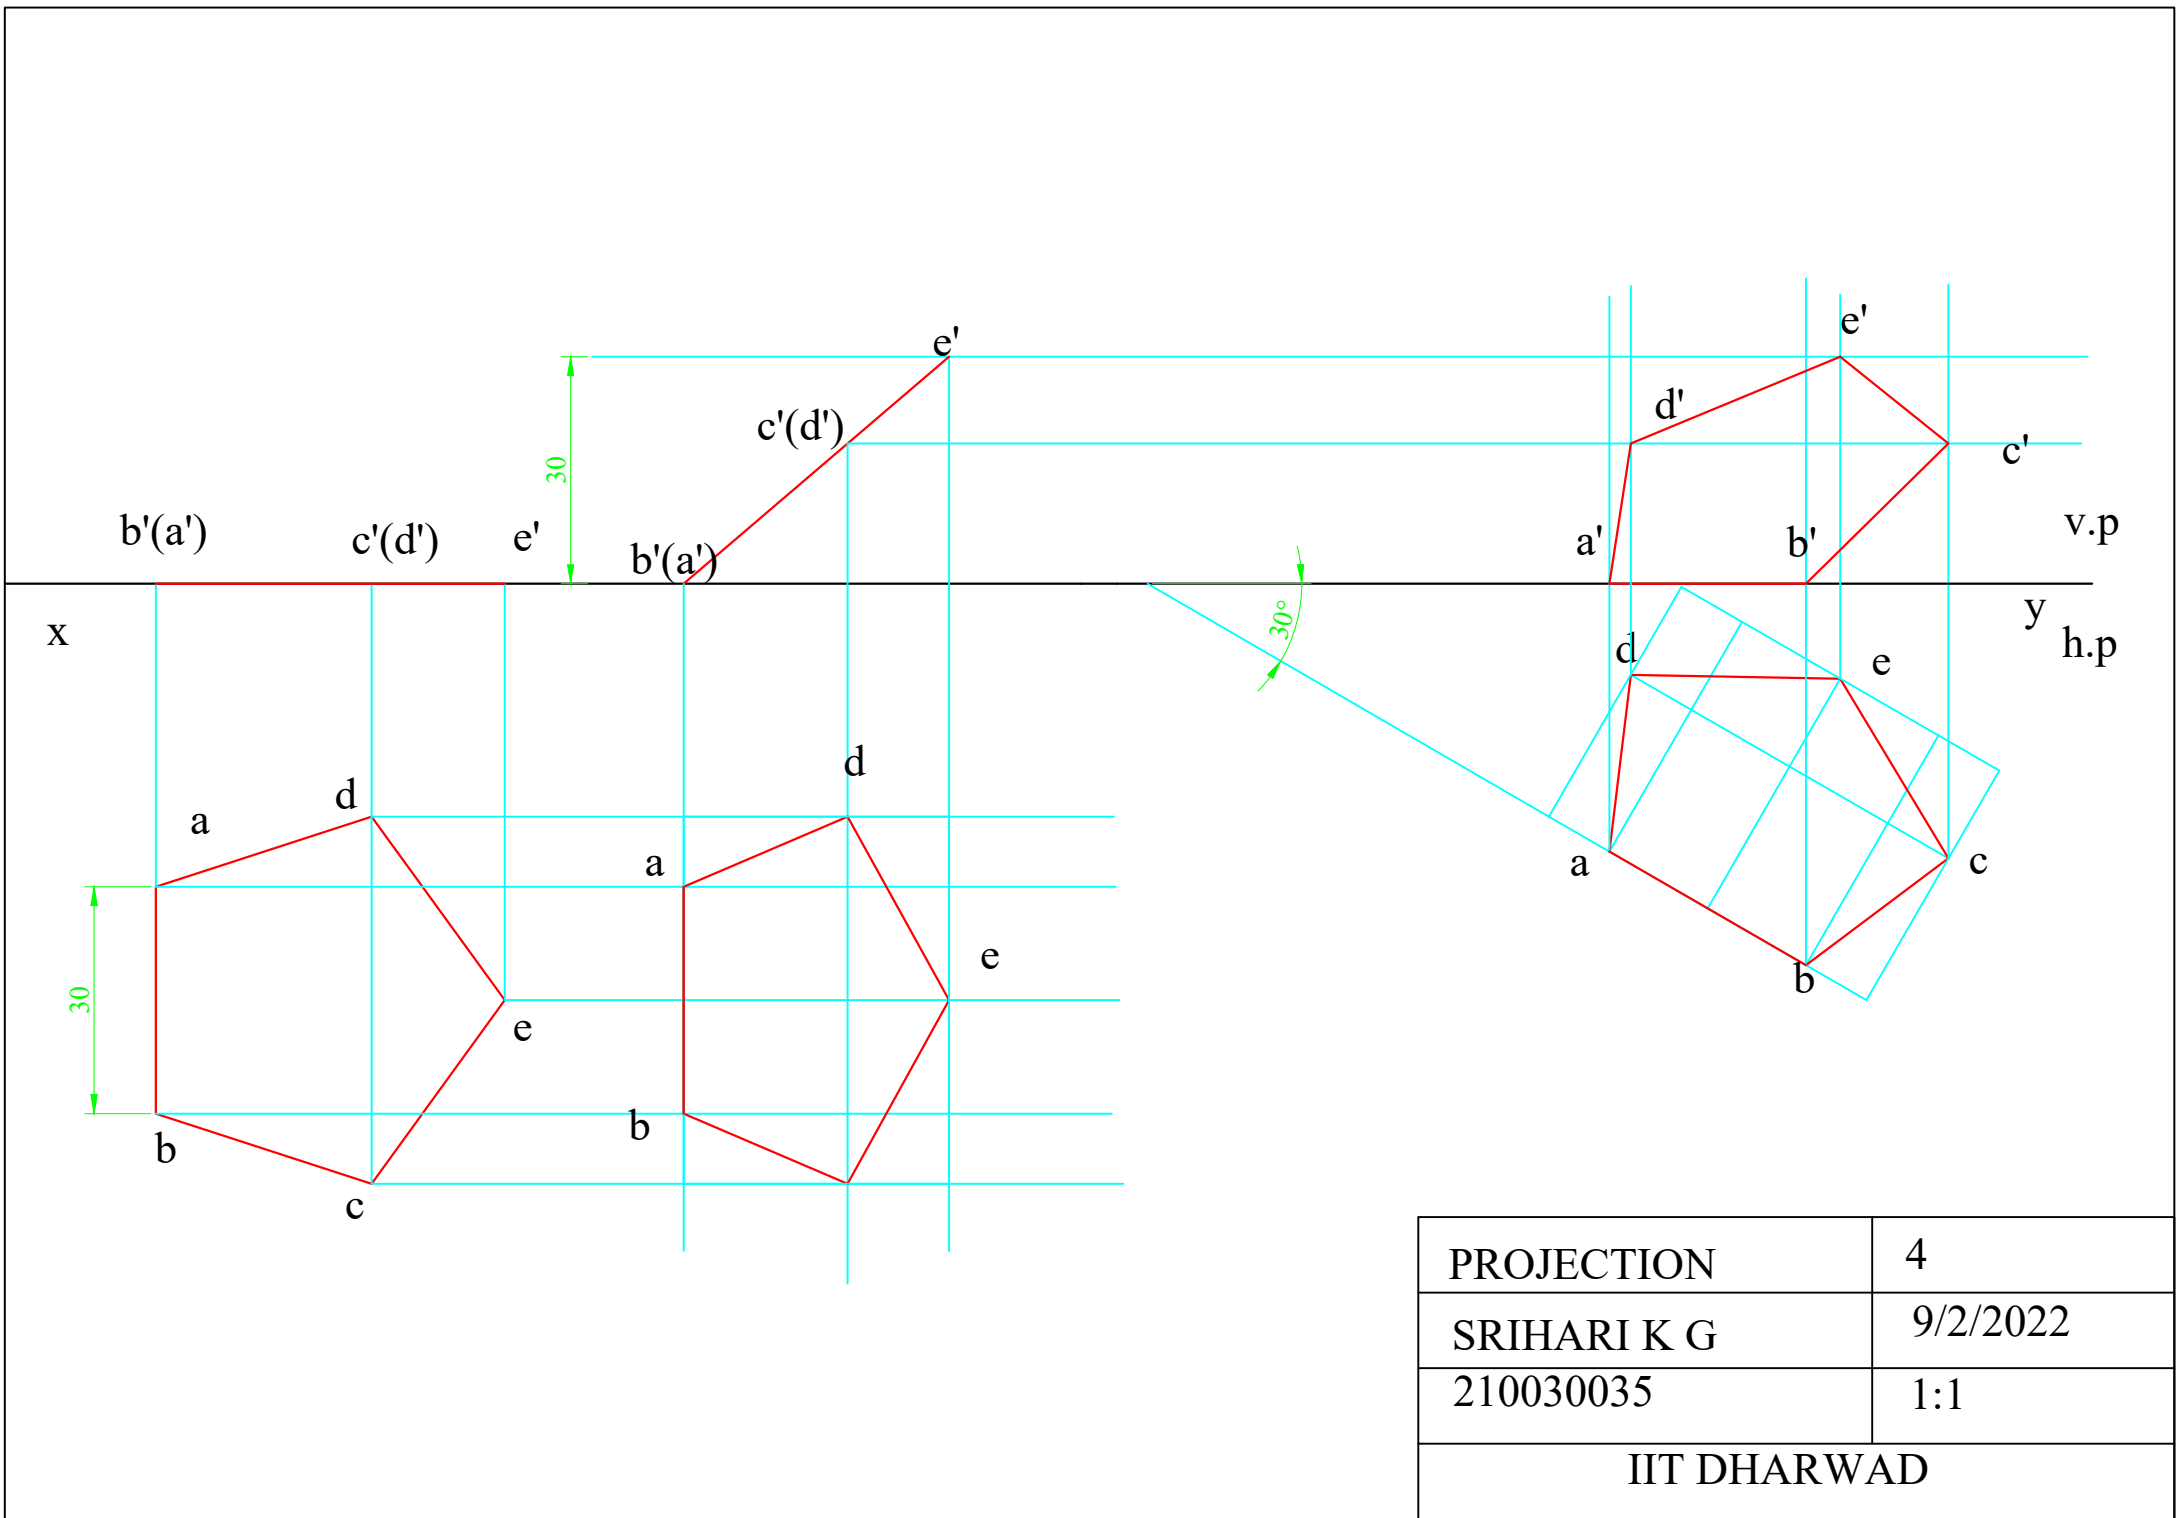 e'
e'
d'
c'(d')
c'
30
b'(a')
c'(d')
e'
b'(a')
a'
b'
v.p
x
30°
y
h.p
d
e
d
d
a
a
a
c
e
b
30
e
b
b
c
PROJECTION 4
SRIHARI K G 9/2/2022
210030035 1:1
IIT DHARWAD